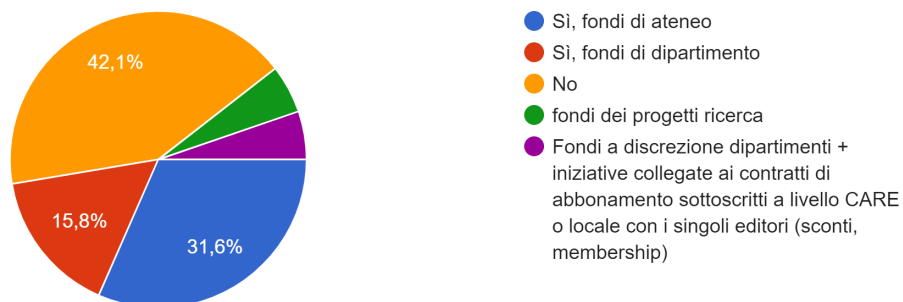 42,1%
15,8%
31,6%
Sì, fondi di ateneo
Sì, fondi di dipartimento
No
fondi dei progetti ricerca
Fondi a discrezione dipartimenti +
iniziative collegate ai contratti di
abbonamento sottoscritti a livello CARE
o locale con i singoli editori (sconti,
membership)